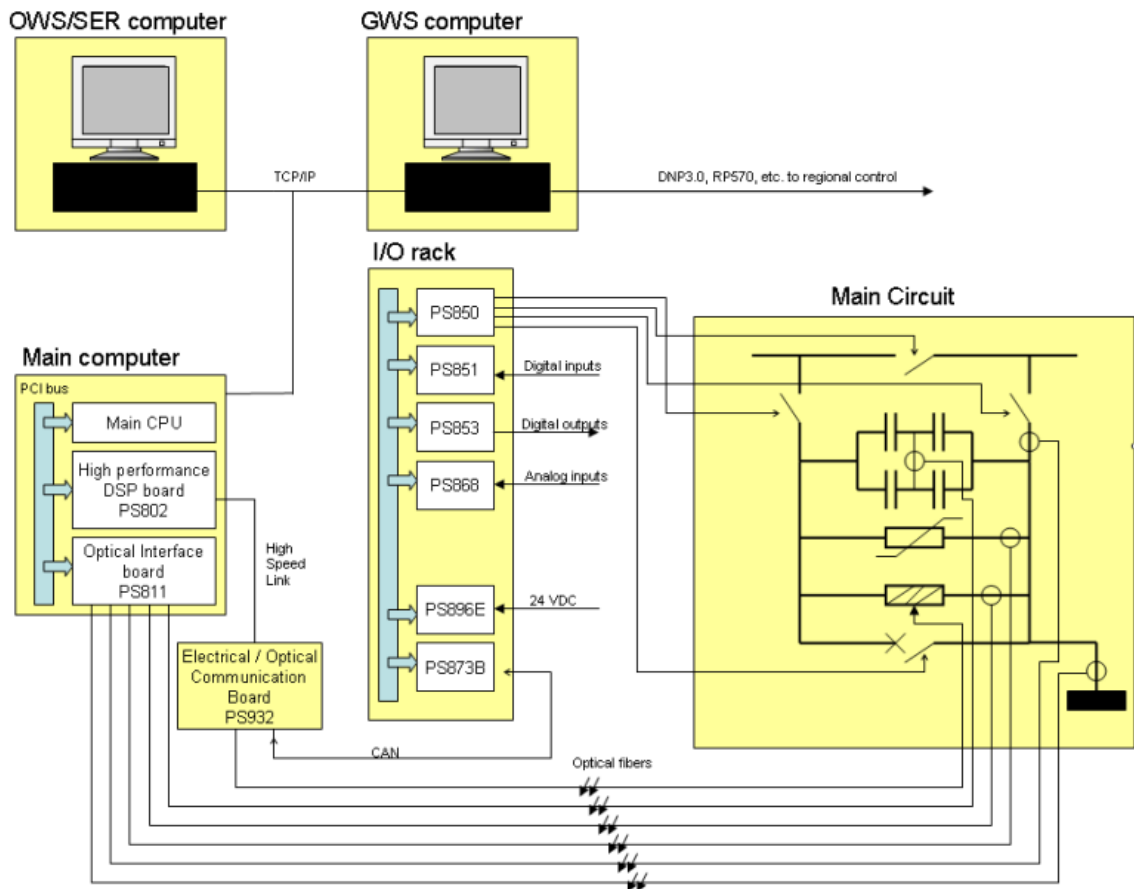 OWS/SER computer
GWS computer
TCP/IP
DNP3.0, RP570, etc. to regional control
I/O rack
PS850
PS851
Digital inputs
PS853
Digital outputs
PS868
Analog inputs
PS896E
24 VDC
PS873B
Main Circuit
Main computer
PCI bus
Main CPU
High performance
DSP board
PS802
Optical Interface
board
PS811
High
Speed
Link
Electrical / Optical
Communication
Board
PS932
CAN
Optical fibers